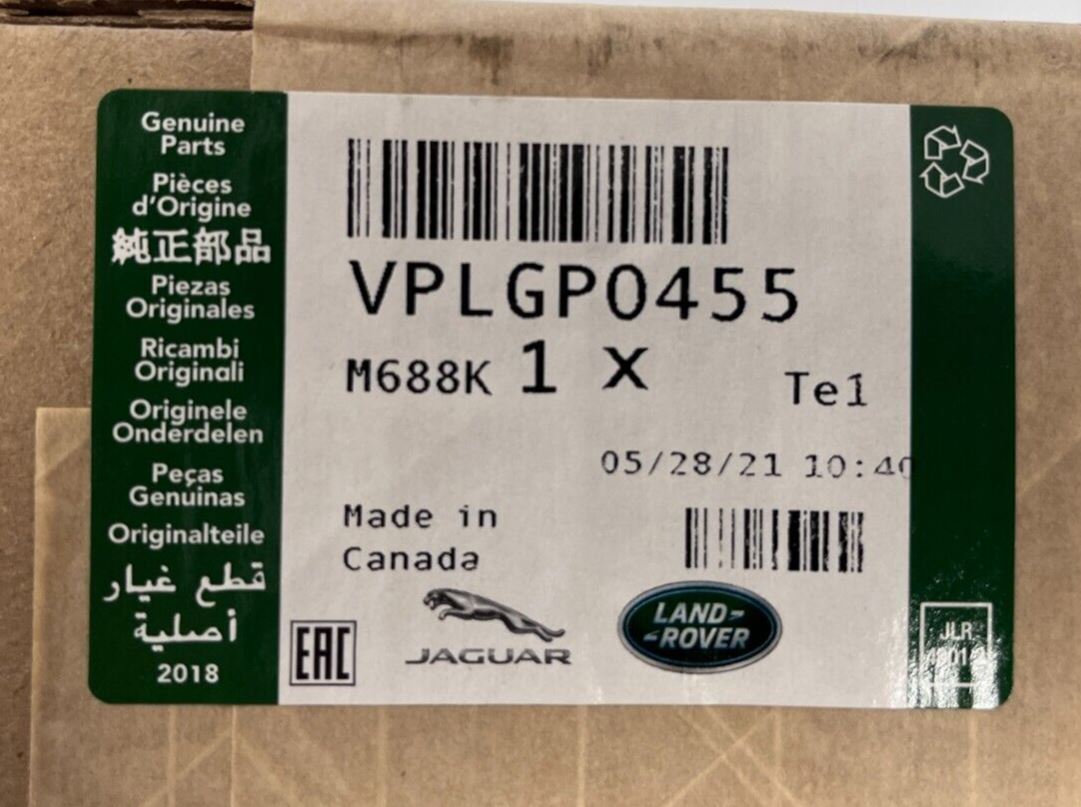 Genuine
Parts
Pièces
d'Origine
純正部品
Piezas
Originales
Ricambi
Originali
Originele
Onderdelen
Peças
Genuinas
Originalteile
قطع غيار
أصلية
2018
VPLGP0455
M688K 1 X
Te1
05/28/21 10:40
Made in
Canada
EAC
JAGUAR
LAND-
-ROVER
JLR